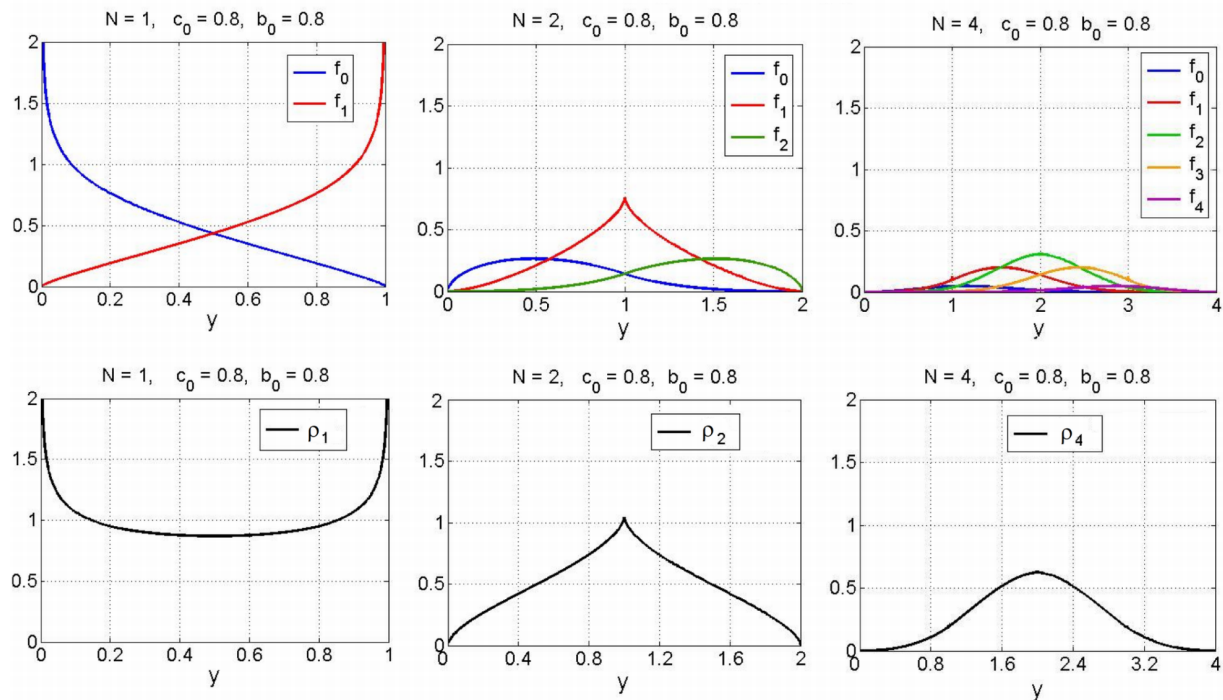 N = 1, c₀ = 0.8, b₀ = 0.8
2
1.5
1
0.5
0
0 0.2 0.4 0.6 0.8 1
y
f₀
f₁
N = 2, c₀ = 0.8, b₀ = 0.8
2
1.5
1
0.5
0
0 0.5 1 1.5 2
y
f₀
f₁
f₂
N = 4, c₀ = 0.8 b₀ = 0.8
2
1.5
1
0.5
0
0 1 2 3 4
y
f₀
f₁
f₂
f₃
f₄
N = 1, c₀ = 0.8, b₀ = 0.8
2
1.5
1
0.5
0
0 0.2 0.4 0.6 0.8 1
y
ρ₁
N = 2, c₀ = 0.8, b₀ = 0.8
2
1.5
1
0.5
0
0 0.4 0.8 1.2 1.6 2
y
ρ₂
N = 4, c₀ = 0.8, b₀ = 0.8
2
1.5
1
0.5
0
0 0.8 1.6 2.4 3.2 4
y
ρ₄